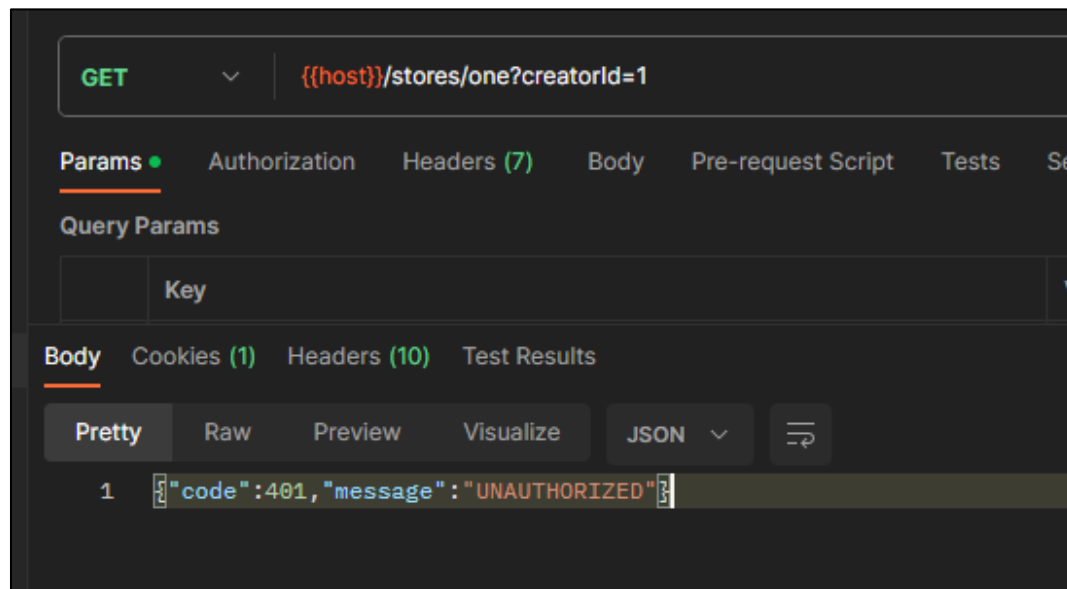 GET {{host}}/stores/one?creatorId=1
Params Authorization Headers (7) Body Pre-request Script Tests
Query Params
Key
Body Cookies (1) Headers (10) Test Results
Pretty Raw Preview Visualize JSON
1 {"code":401,"message":"UNAUTHORIZED"}